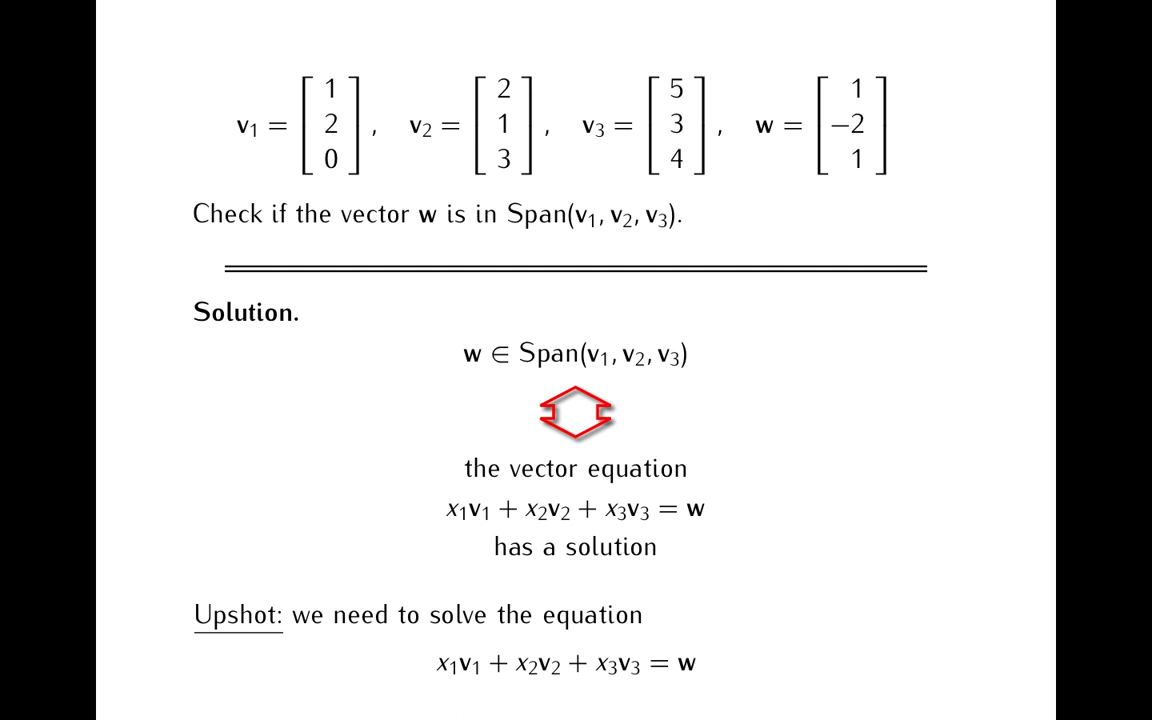 v₁ = [1 2 0], v₂ = [2 1 3], v₃ = [5 3 4], w = [1 −2 1]
Check if the vector w is in Span(v₁, v₂, v₃).
Solution.
w ∈ Span(v₁, v₂, v₃)
the vector equation
x₁v₁ + x₂v₂ + x₃v₃ = w
has a solution
Upshot: we need to solve the equation
x₁v₁ + x₂v₂ + x₃v₃ = w